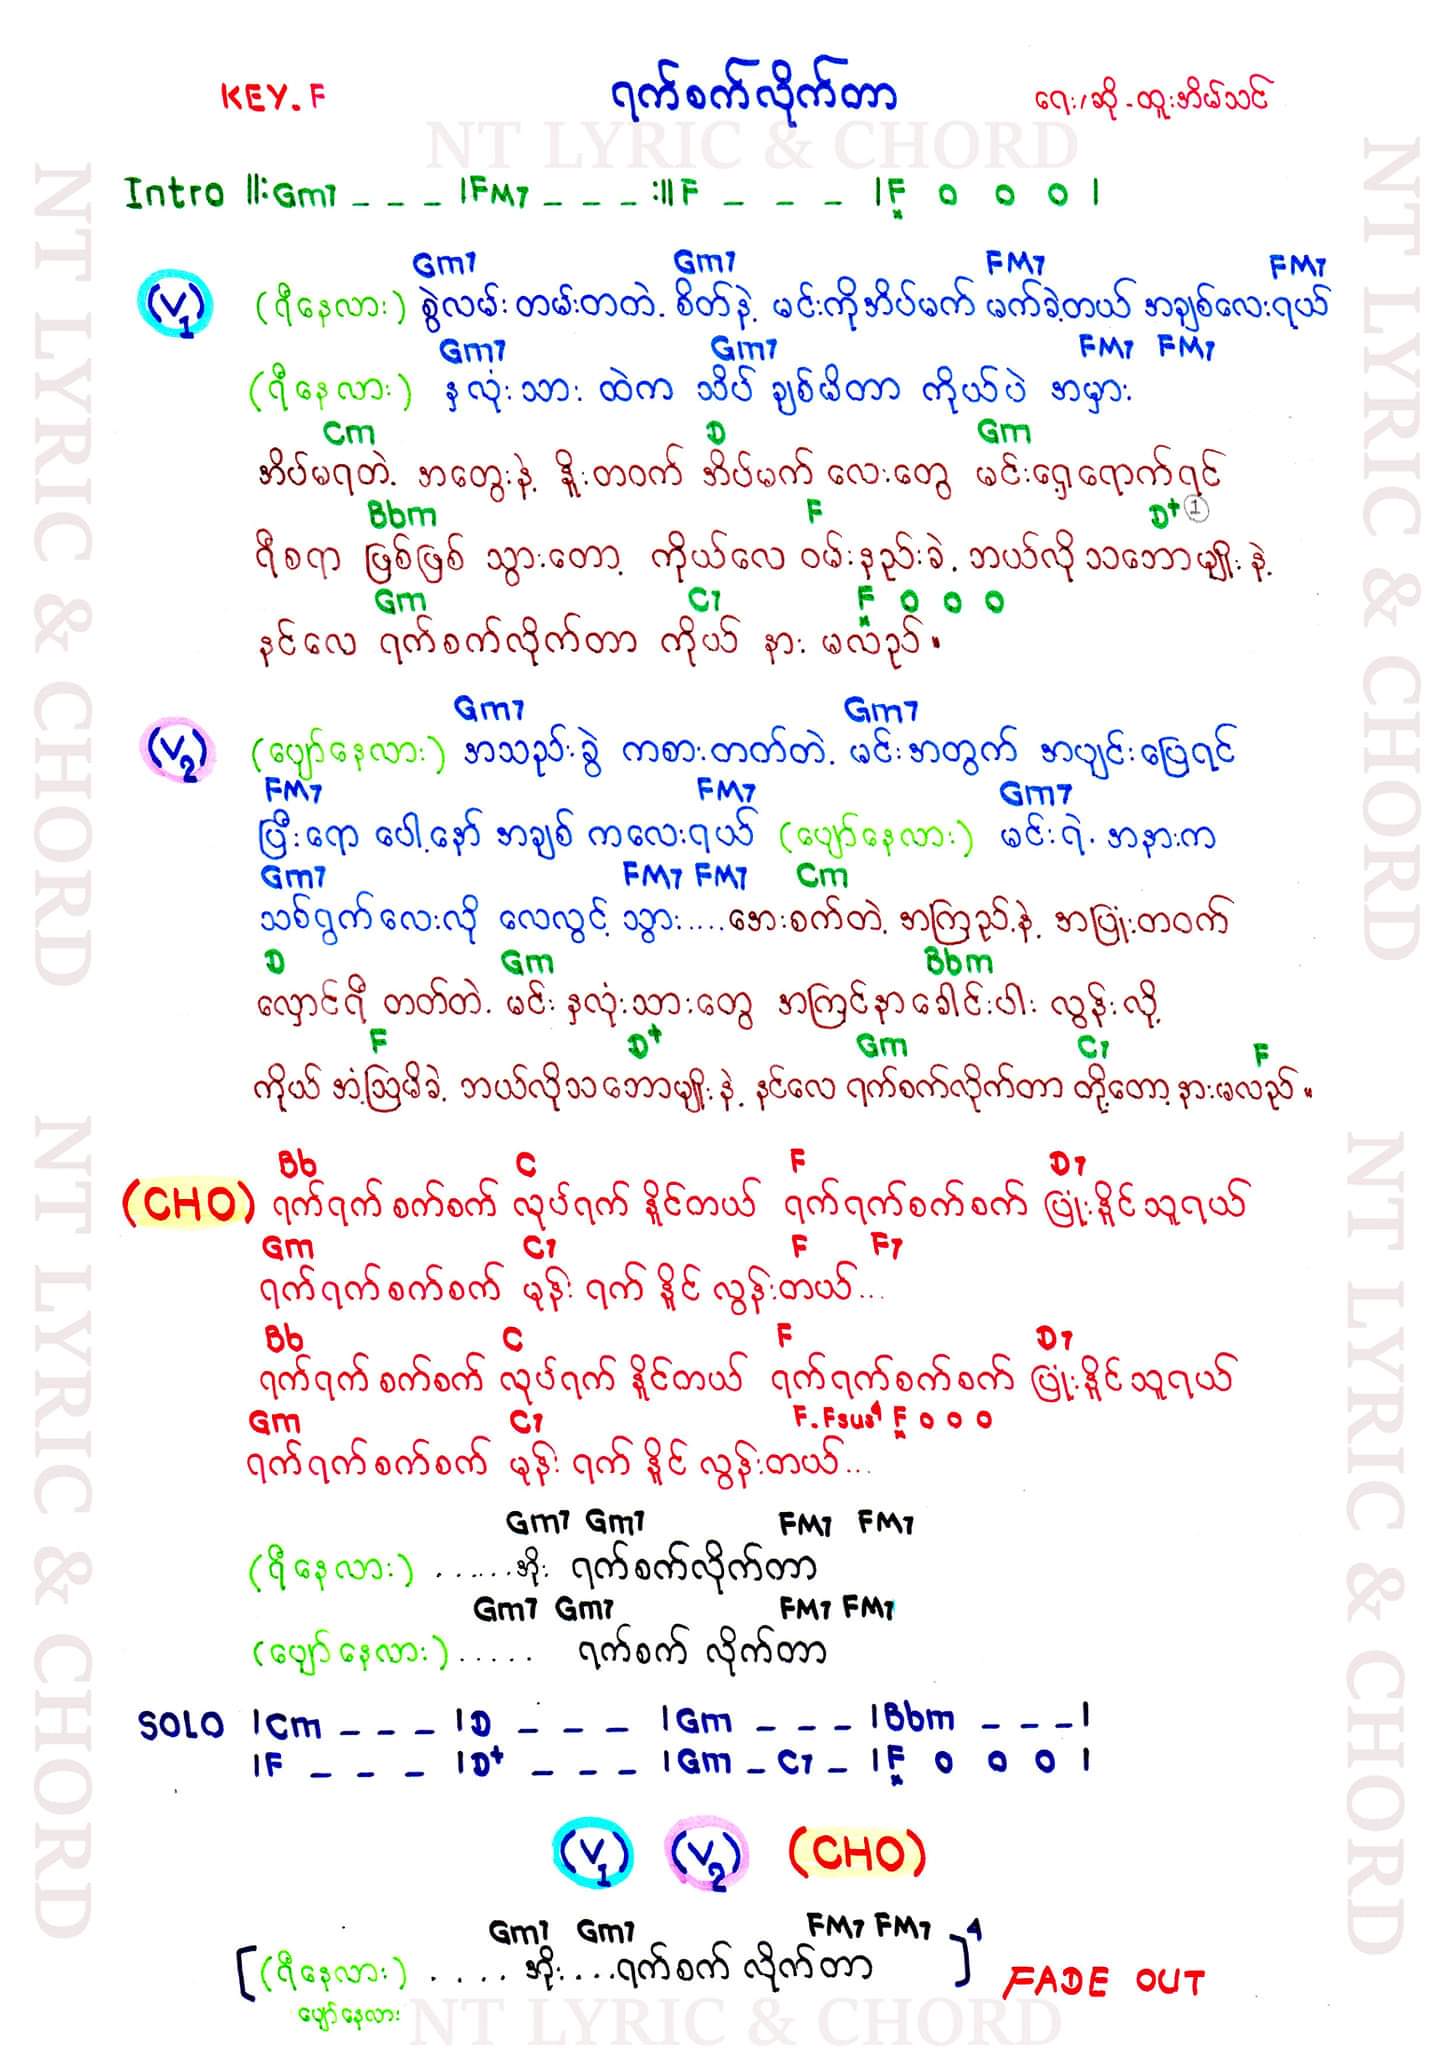 KEY.F
ရက်စက်လိုက်တာ
ရေး/ဆို - ထူးအိမ်သင်
NT LYRIC & CHORD
Intro ||: Gm7 _ _ _ | FM7 _ _ _ :|| F _ _ _ | F 0 0 0 |
Gm7 Gm7 FM7 FM7
(V1) (ရီနေလား) စွဲလမ်း တမ်းတတဲ့ စိတ်နဲ့ မင်းကိုအိပ်မက် မက်ခဲ့တယ် အချစ်လေးရယ်
Gm7 Gm7 FM7 FM7
(ရီနေလား) နှလုံးသား ထဲက သိပ် ချစ်မိတာ ကိုယ်ပဲ အမှား
Cm D Gm
အိပ်မရတဲ့ အတွေးနဲ့ နိုးတဝက် အိပ်မက် လေးတွေ မင်းရှေ့ရောက်ရင်
Bbm F D+ 1
ရီစရာ ဖြစ်ဖြစ် သွားတော့ ကိုယ်လေ ဝမ်းနည်းခဲ့ ဘယ်လိုသဘောမျိုးနဲ့
Gm C7 F 0 0 0
နင်လေ ရက်စက်လိုက်တာ ကိုယ် နား မလည်။
Gm7 Gm7
(V2) (ပျော်နေလား) အသည်းခွဲ ကစားတတ်တဲ့ မင်းအတွက် အပျင်းပြေရင်
FM7 FM7 Gm7
ပြီးရော ပေါ့နော် အချစ် ကလေးရယ် (ပျော်နေလား) မင်းရဲ့ အနားက
Gm7 FM7 FM7 Cm
သစ်ရွက်လေးလို လေလွင့် သွား....အေးစက်တဲ့ အကြည့်နဲ့ အပြုံးတဝက်
D Gm Bbm
လှောင်ရီ တတ်တဲ့ မင်း နှလုံးသားတွေ အကြင်နာခေါင်းပါး လွန်းလို့
F D+ Gm C7 F
ကိုယ် အံ့ဩမိခဲ့ ဘယ်လိုသဘောမျိုးနဲ့ နင်လေ ရက်စက်လိုက်တာ တို့တော့ နားမလည်။
Bb C F D7
(CHO) ရက်ရက်စက်စက် လုပ်ရက် နိုင်တယ် ရက်ရက်စက်စက် ပြုံးနိုင်သူရယ်
Gm C7 F F7
ရက်ရက်စက်စက် မုန်း ရက် နိုင် လွန်းတယ်...
Bb C F D7
ရက်ရက်စက်စက် လုပ်ရက် နိုင်တယ် ရက်ရက်စက်စက် ပြုံးနိုင်သူရယ်
Gm C7 F.Fsus4 F 0 0 0
ရက်ရက်စက်စက် မုန်း ရက် နိုင် လွန်းတယ်...
Gm7 Gm7 FM7 FM7
(ရီနေလား) ......အိုး ရက်စက်လိုက်တာ
Gm7 Gm7 FM7 FM7
(ပျော်နေလား) ..... ရက်စက် လိုက်တာ
SOLO | Cm _ _ _ | D _ _ _ | Gm _ _ _ | Bbm _ _ _ |
| F _ _ _ | D+ _ _ _ | Gm _ C7 _ | F 0 0 0 |
(V1) (V2) (CHO)
Gm7 Gm7 FM7 FM7
[(ရီနေလား) .... အိုး....ရက်စက် လိုက်တာ ]4 FADE OUT
ပျော်နေလား
NT LYRIC & CHORD
NT LYRIC & CHORD
NT LYRIC & CHORD
NT LYRIC & CHORD
NT LYRIC & CHORD